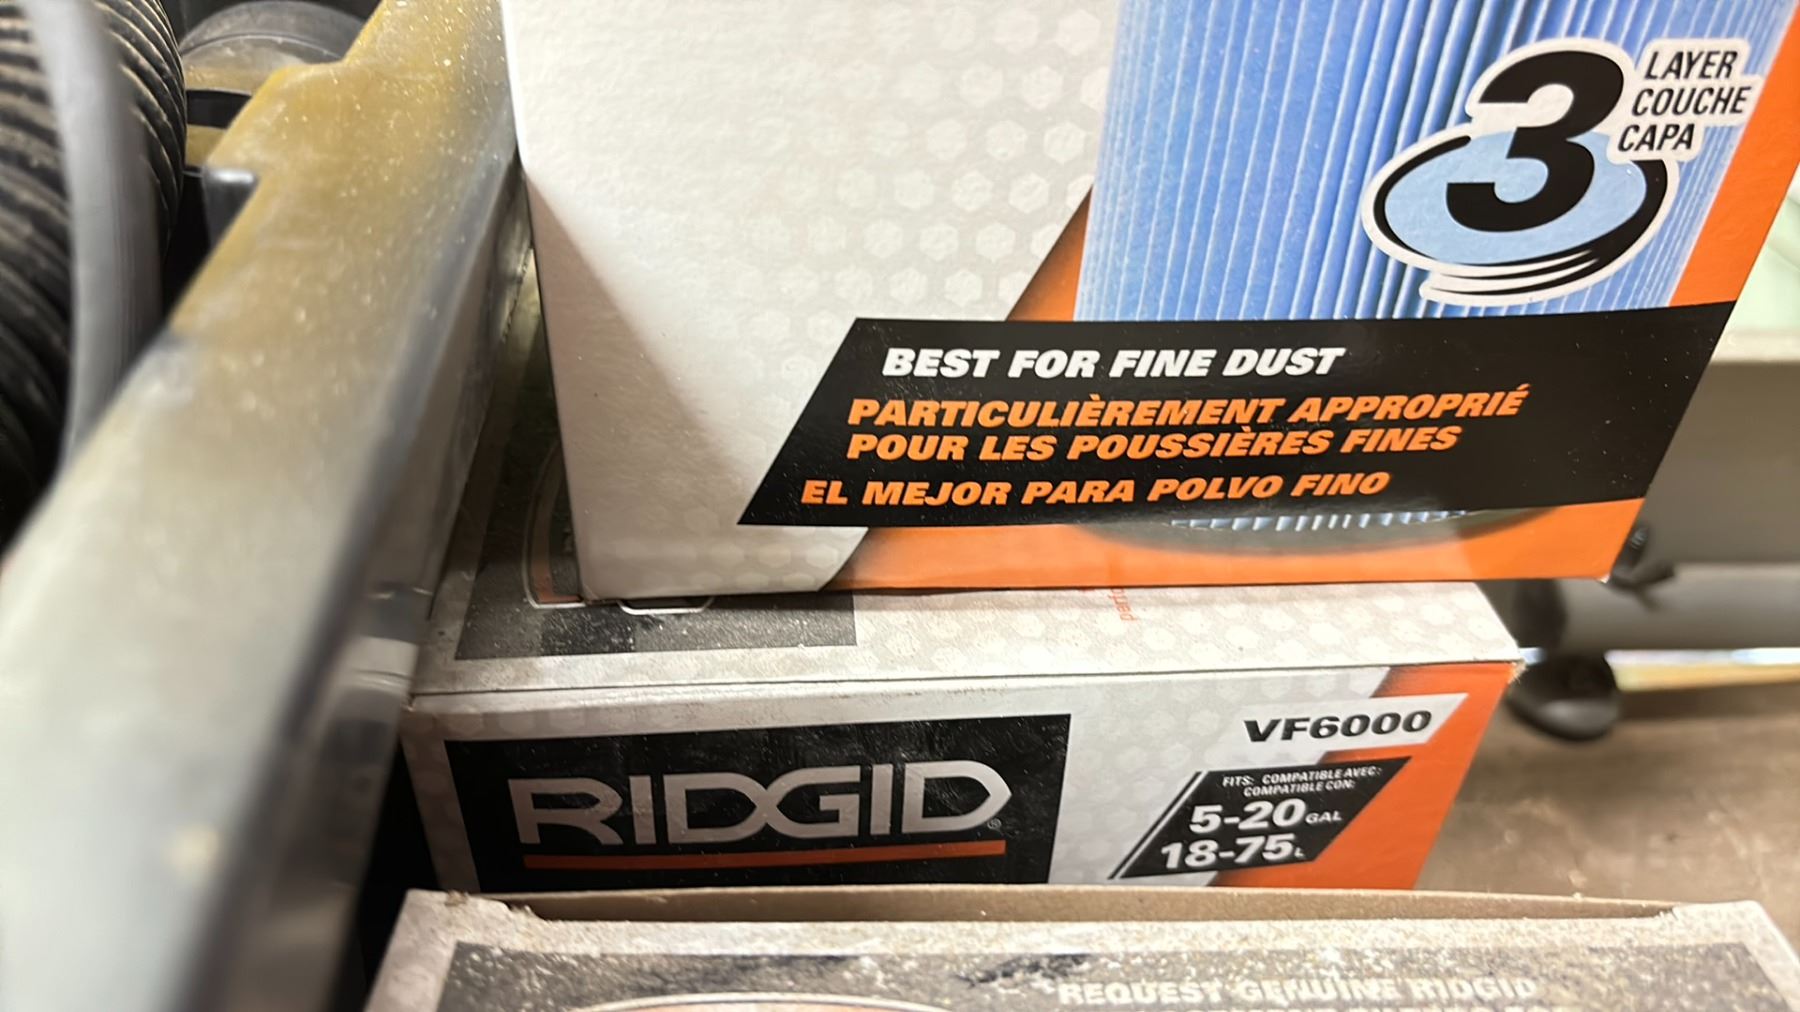 3
LAYER
COUCHE
CAPA
BEST FOR FINE DUST
PARTICULIÈREMENT APPROPRIÉ
POUR LES POUSSIÈRES FINES
EL MEJOR PARA POLVO FINO
RIDGID®
VF6000
FITS: COMPATIBLE AVEC:
COMPATIBLE CON:
5-20 GAL
18-75 L
REQUEST GENUINE RIDGID